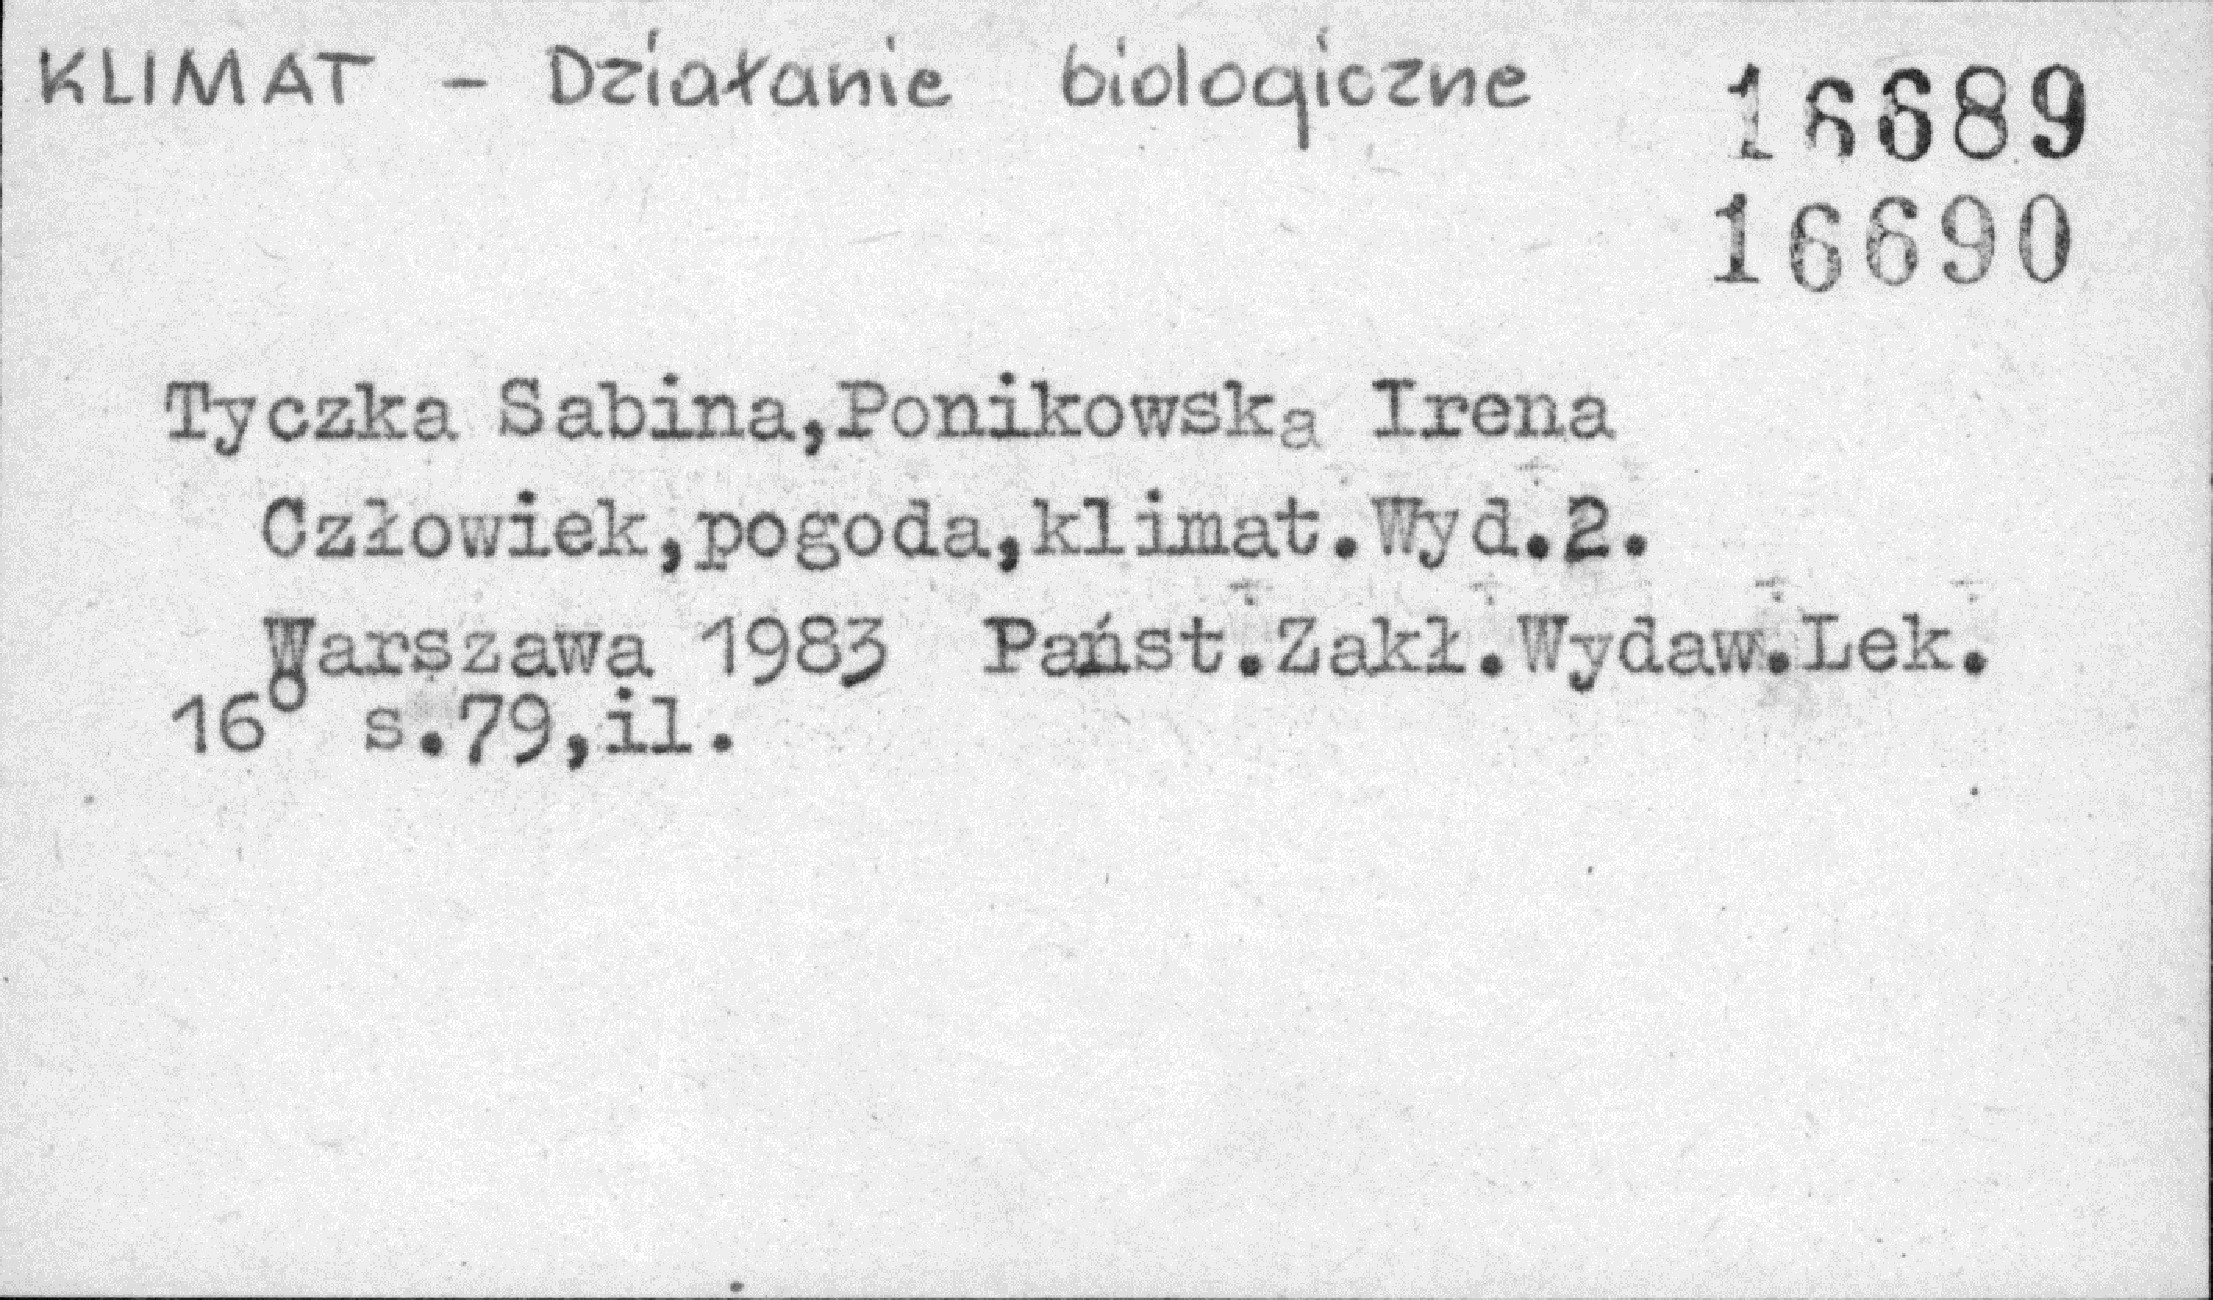 KLIMAT - Działanie biologiczne
16689
16690
Tyczka Sabina,Ponikowska Irena
Człowiek,pogoda,klimat.Wyd.2.
Warszawa 1983 Państ.Zakł.Wydaw.Lek.
16° s.79,il.